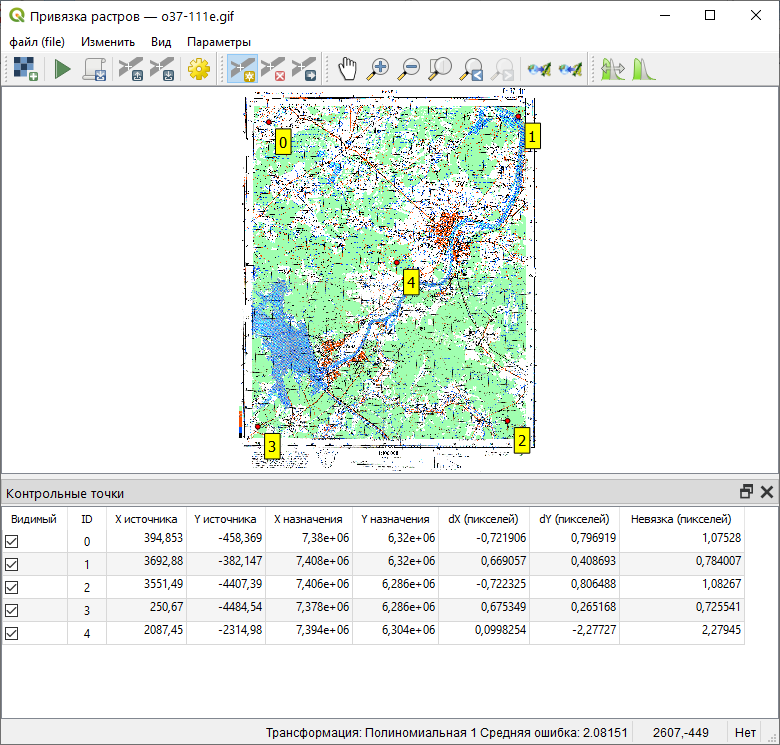 Привязка растров — o37-111e.gif
файл (file) Изменить Вид Параметры
0
1
4
3
2
Контрольные точки
Видимый ID X источника Y источника X назначения Y назначения dX (пикселей) dY (пикселей) Невязка (пикселей)
0 394,853 -458,369 7,38e+06 6,32e+06 -0,721906 0,796919 1,07528
1 3692,88 -382,147 7,408e+06 6,32e+06 0,669057 0,408693 0,784007
2 3551,49 -4407,39 7,406e+06 6,286e+06 -0,722325 0,806488 1,08267
3 250,67 -4484,54 7,378e+06 6,286e+06 0,675349 0,265168 0,725541
4 2087,45 -2314,98 7,394e+06 6,304e+06 0,0998254 -2,27727 2,27945
Трансформация: Полиномиальная 1 Средняя ошибка: 2.08151 2607,-449 Нет